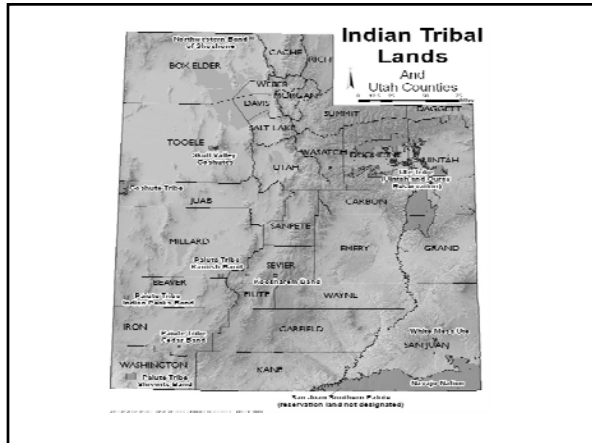 Indian Tribal
Lands
And
Utah Counties
Northwestern Band
of Shoshone
CACHE
RICH
BOX ELDER
WEBER
MORGAN
DAVIS
SUMMIT
DAGGETT
SALT LAKE
TOOELE
WASATCH
DUCHESNE
UINTAH
Skull Valley
Goshutes
UTAH
Ute Tribe
(Uintah and Ouray
Reservation)
Goshute Tribe
JUAB
CARBON
SANPETE
MILLARD
EMERY
GRAND
Paiute Tribe
Kanosh Band
SEVIER
Koosharem Band
BEAVER
Paiute Tribe
Indian Peaks Band
PIUTE
WAYNE
IRON
Paiute Tribe
Cedar Band
GARFIELD
White Mesa Ute
SAN JUAN
WASHINGTON
Paiute Tribe
Shivwits Band
KANE
Navajo Nation
San Juan Southern Paiute
(reservation land not designated)